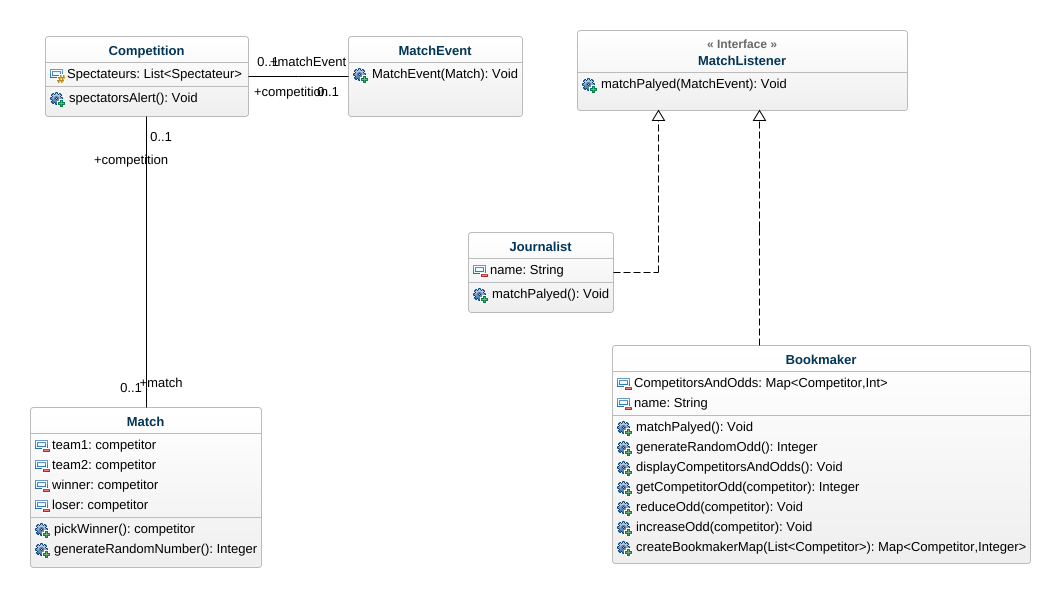 Competition
Spectateurs: List<Spectateur>
spectatorsAlert(): Void
0..1
+matchEvent
+competition
0..1
MatchEvent
MatchEvent(Match): Void
« Interface »
MatchListener
matchPalyed(MatchEvent): Void
0..1
+competition
Journalist
name: String
matchPalyed(): Void
0..1
+match
Match
team1: competitor
team2: competitor
winner: competitor
loser: competitor
pickWinner(): competitor
generateRandomNumber(): Integer
Bookmaker
CompetitorsAndOdds: Map<Competitor,Int>
name: String
matchPalyed(): Void
generateRandomOdd(): Integer
displayCompetitorsAndOdds(): Void
getCompetitorOdd(competitor): Integer
reduceOdd(competitor): Void
increaseOdd(competitor): Void
createBookmakerMap(List<Competitor>): Map<Competitor,Integer>